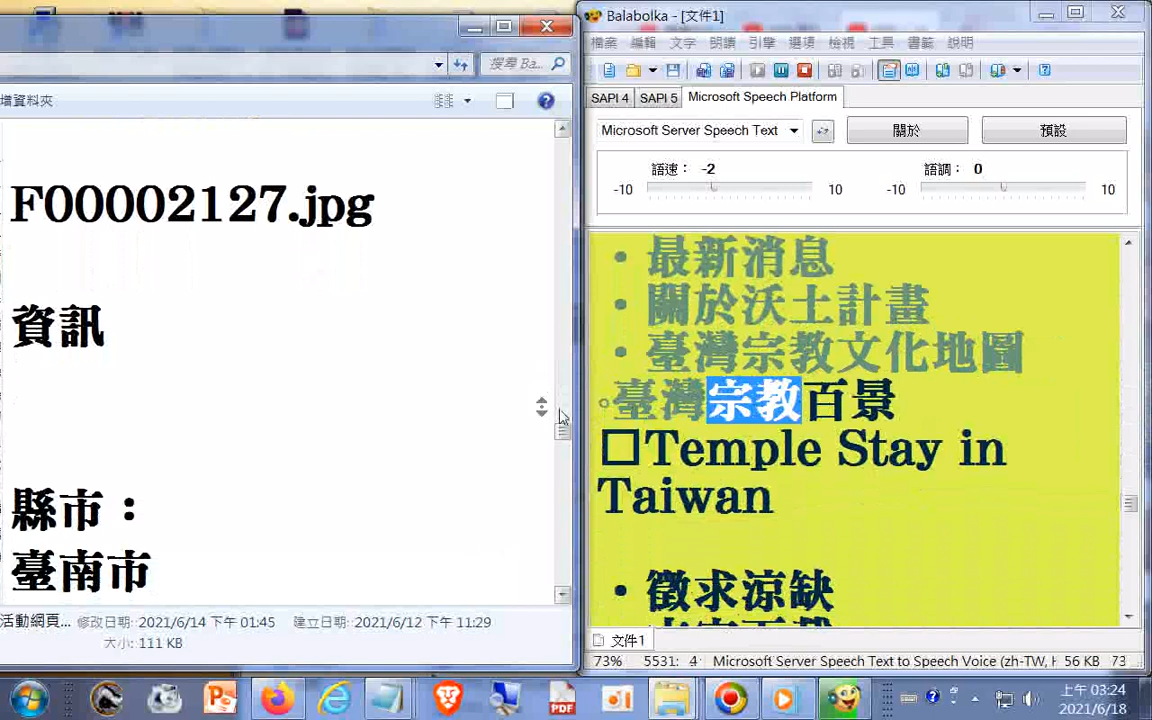 搜尋 Ba...
增資料夾
F00002127.jpg
資訊
縣市：
臺南市
活動網頁... 修改日期: 2021/6/14 下午 01:45 建立日期: 2021/6/12 下午 11:29
大小: 111 KB
Balabolka - [文件1]
檔案 編輯 文字 朗讀 引擎 選項 檢視 工具 書籤 說明
SAPI 4 SAPI 5 Microsoft Speech Platform
Microsoft Server Speech Text 關於 預設
語速： -2 語調： 0
-10 10 -10 10
• 最新消息
• 關於沃土計畫
• 臺灣宗教文化地圖
○臺灣宗教百景
□Temple Stay in
Taiwan
• 徵求涼缺
文件1
73% 5531: 4 Microsoft Server Speech Text to Speech Voice (zh-TW, H 56 KB 73
上午 03:24
2021/6/18